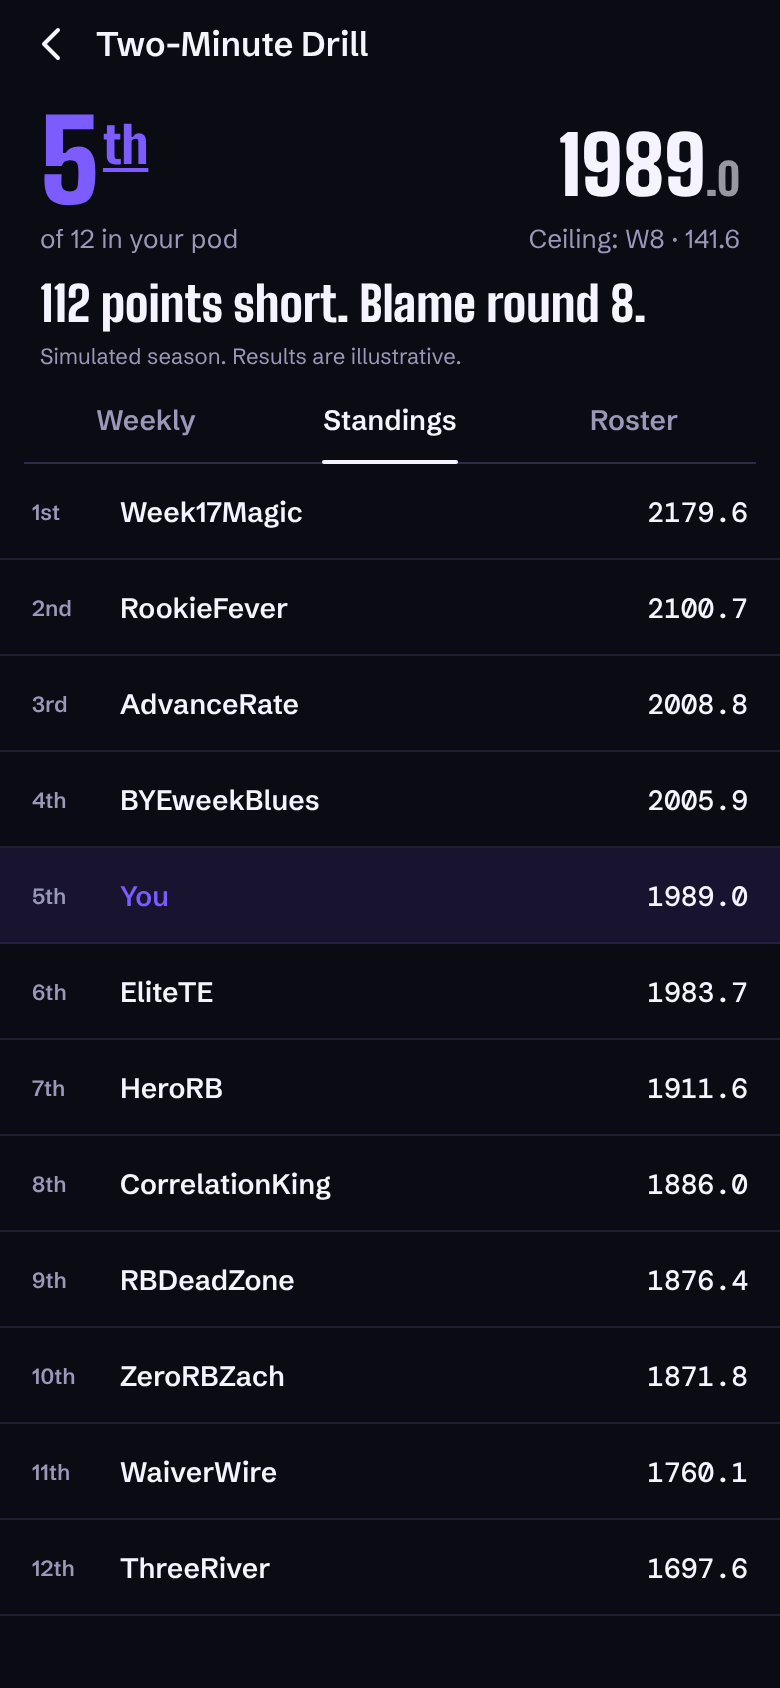 Two-Minute Drill
5th
1989.0
of 12 in your pod
Ceiling: W8 · 141.6
112 points short. Blame round 8.
Simulated season. Results are illustrative.
Weekly Standings Roster
1st Week17Magic 2179.6
2nd RookieFever 2100.7
3rd AdvanceRate 2008.8
4th BYEweekBlues 2005.9
5th You 1989.0
6th EliteTE 1983.7
7th HeroRB 1911.6
8th CorrelationKing 1886.0
9th RBDeadZone 1876.4
10th ZeroRBZach 1871.8
11th WaiverWire 1760.1
12th ThreeRiver 1697.6